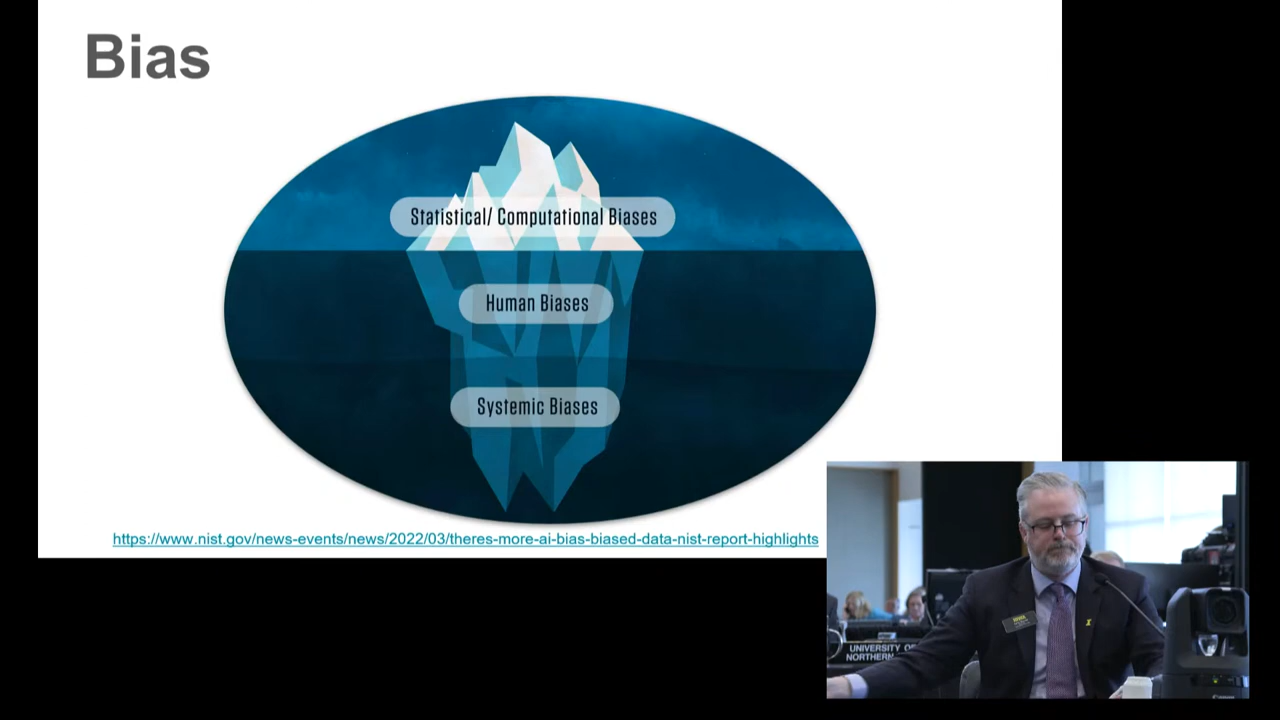 Bias
Statistical/ Computational Biases
Human Biases
Systemic Biases
https://www.nist.gov/news-events/news/2022/03/theres-more-ai-bias-biased-data-nist-report-highlights
IOWA
UNIVERSITY OF
NORTHERN